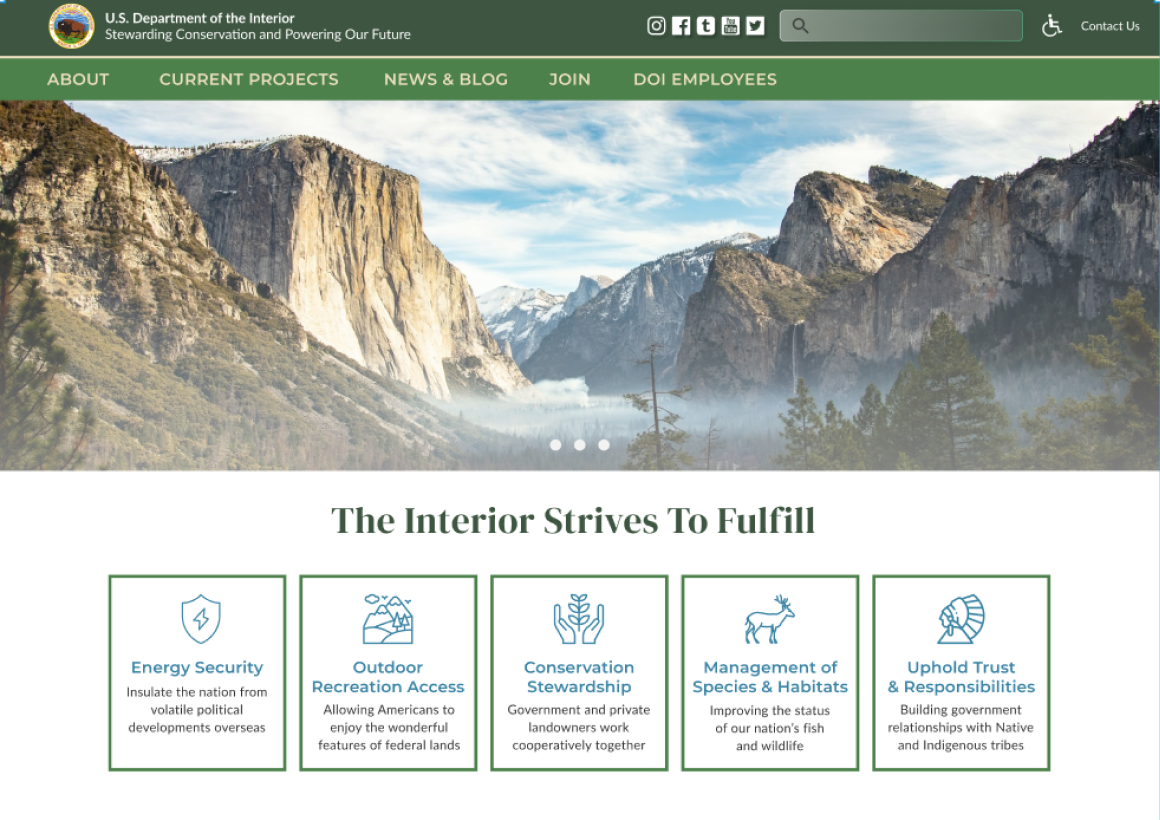 U.S. Department of the Interior
Stewarding Conservation and Powering Our Future
Contact Us
ABOUT
CURRENT PROJECTS
NEWS & BLOG
JOIN
DOI EMPLOYEES
The Interior Strives To Fulfill
Energy Security
Insulate the nation from
volatile political
developments overseas
Outdoor
Recreation Access
Allowing Americans to
enjoy the wonderful
features of federal lands
Conservation
Stewardship
Government and private
landowners work
cooperatively together
Management of
Species & Habitats
Improving the status
of our nation's fish
and wildlife
Uphold Trust
& Responsibilities
Building government
relationships with Native
and Indigenous tribes